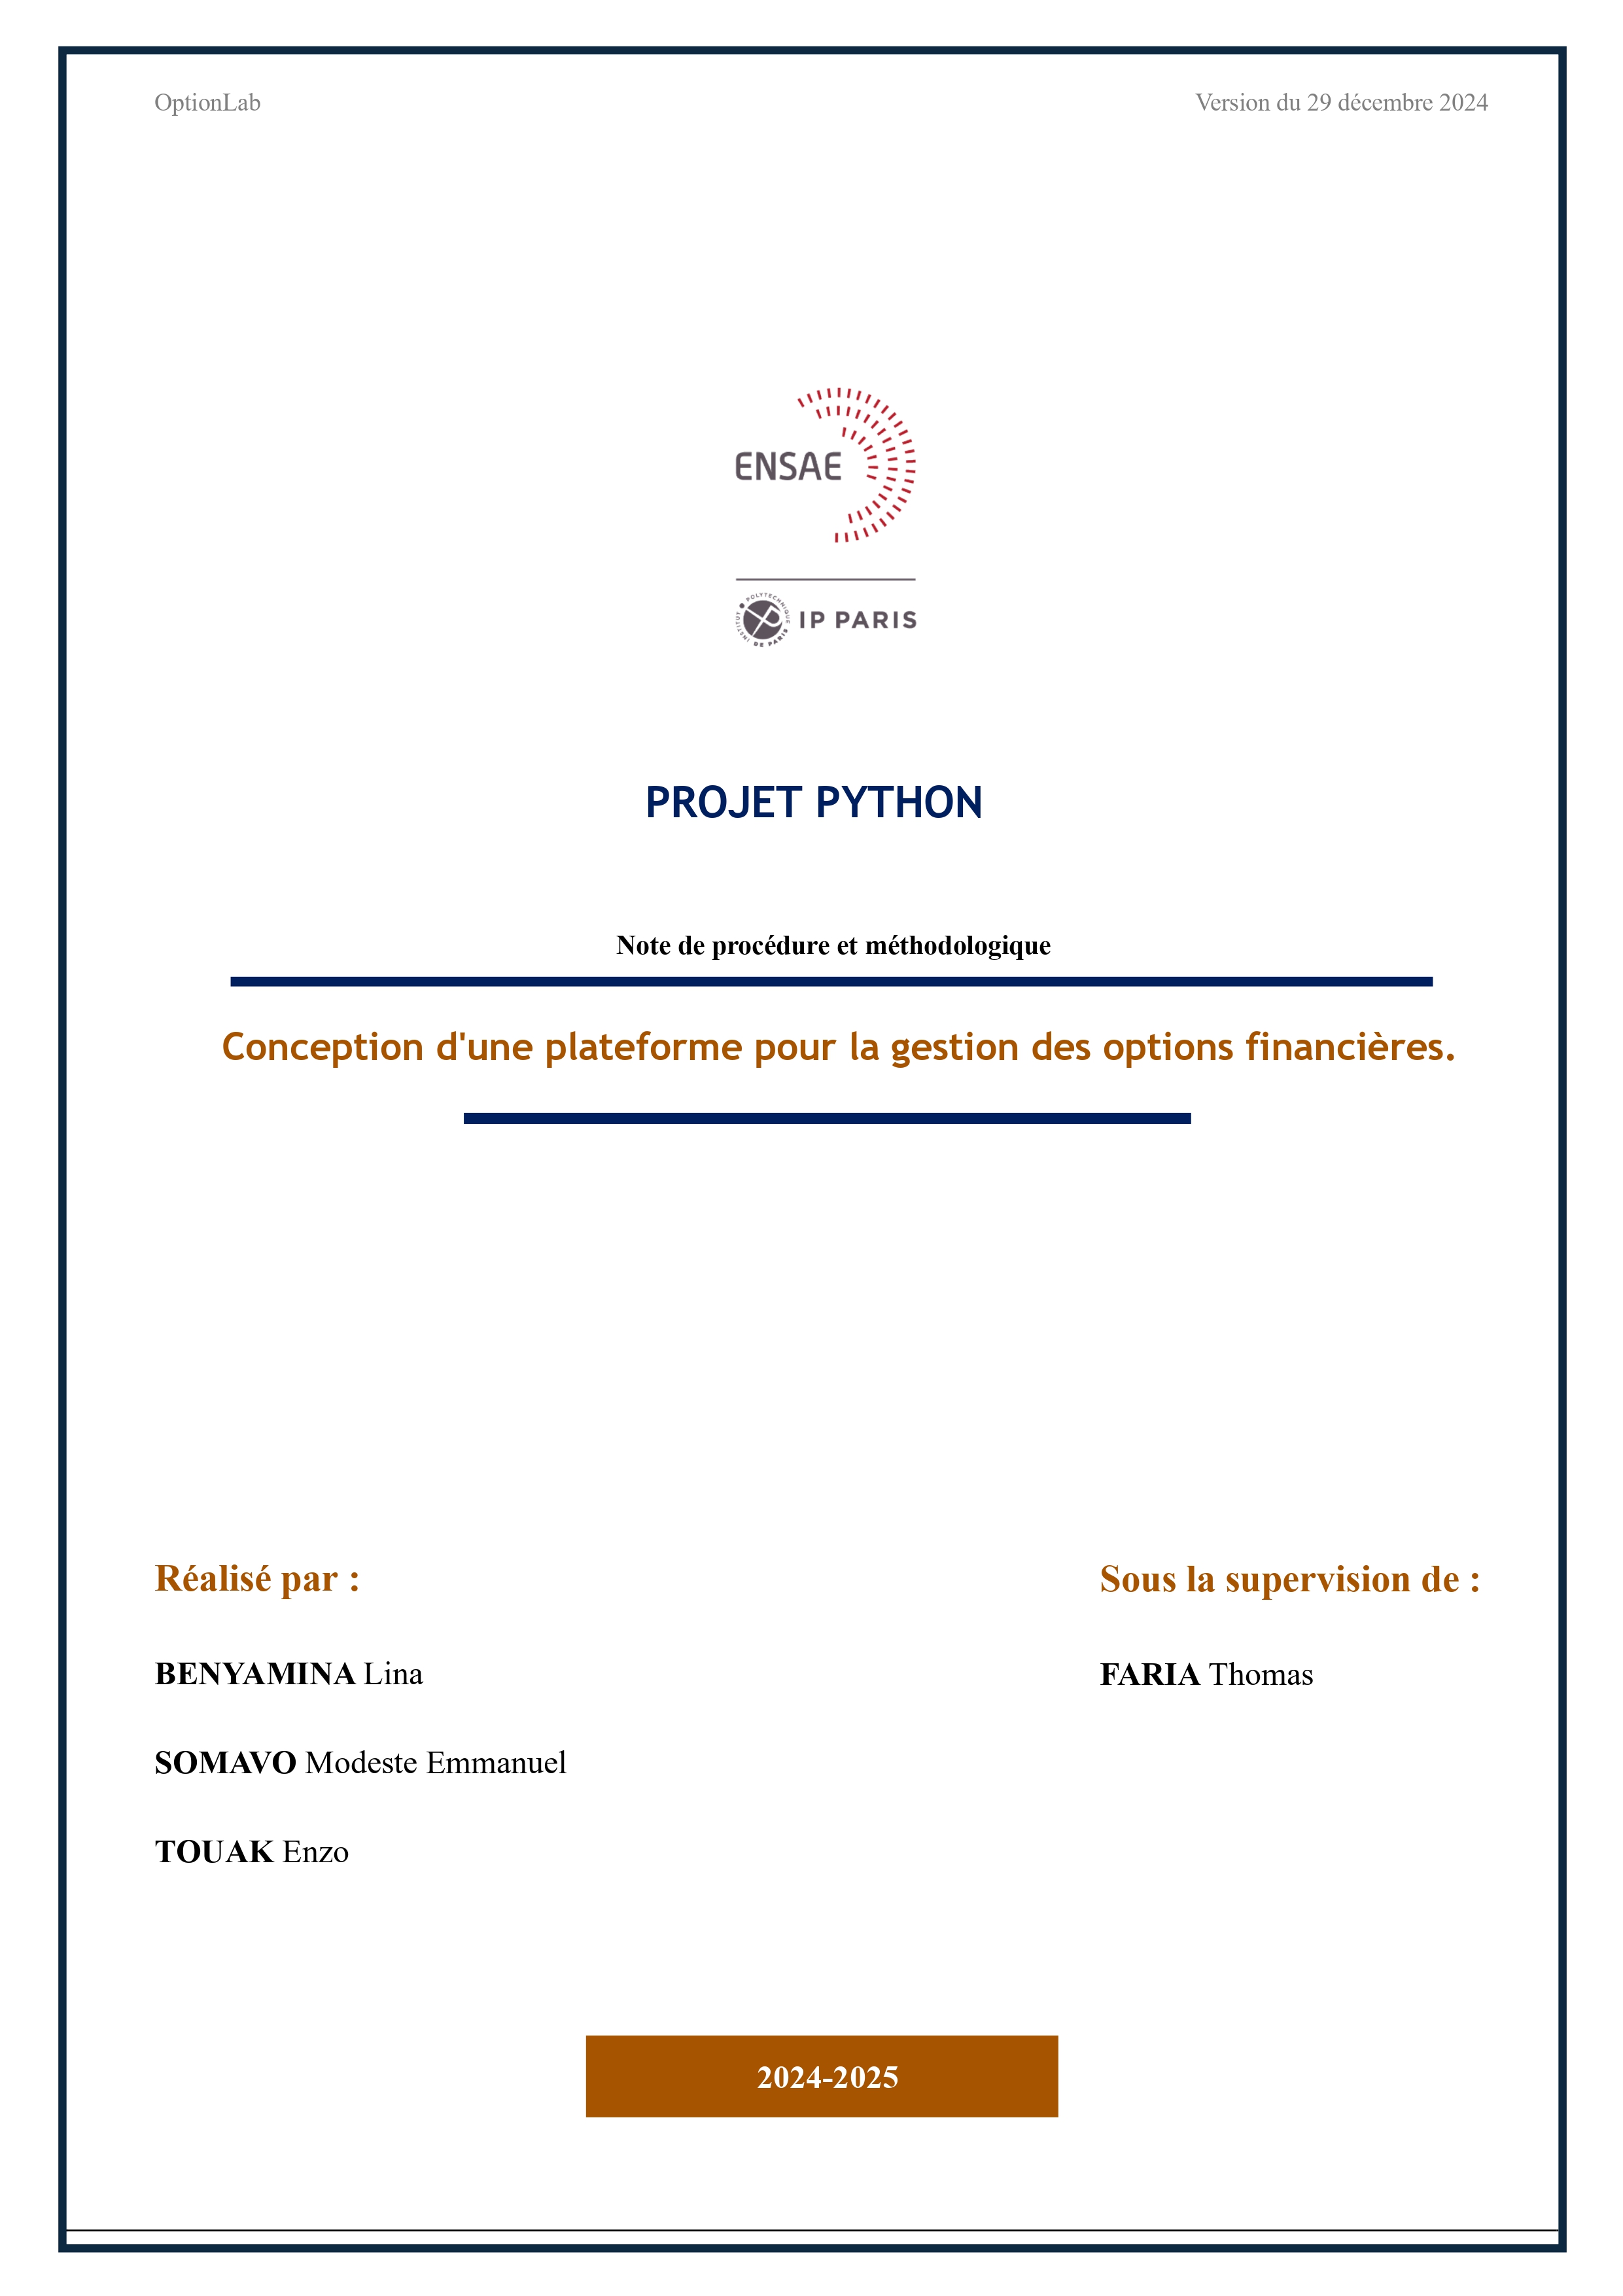 OptionLab
Version du 29 décembre 2024
ENSAE
INSTITUT POLYTECHNIQUE DE PARIS
IP PARIS
PROJET PYTHON
Note de procédure et méthodologique
Conception d'une plateforme pour la gestion des options financières.
Réalisé par :
Sous la supervision de :
BENYAMINA Lina
FARIA Thomas
SOMAVO Modeste Emmanuel
TOUAK Enzo
2024-2025